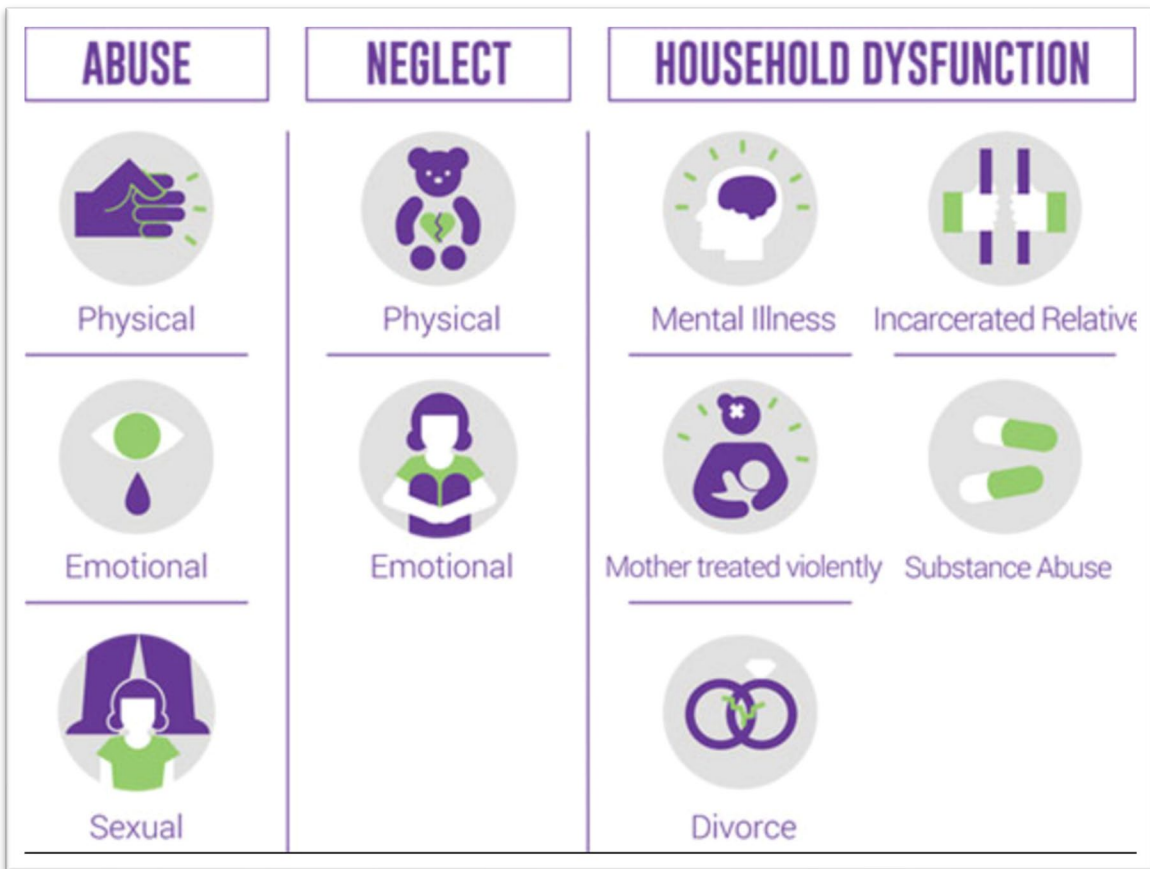 ABUSE
NEGLECT
HOUSEHOLD DYSFUNCTION
Physical
Physical
Mental Illness
Incarcerated Relative
Emotional
Emotional
Mother treated violently
Substance Abuse
Sexual
Divorce